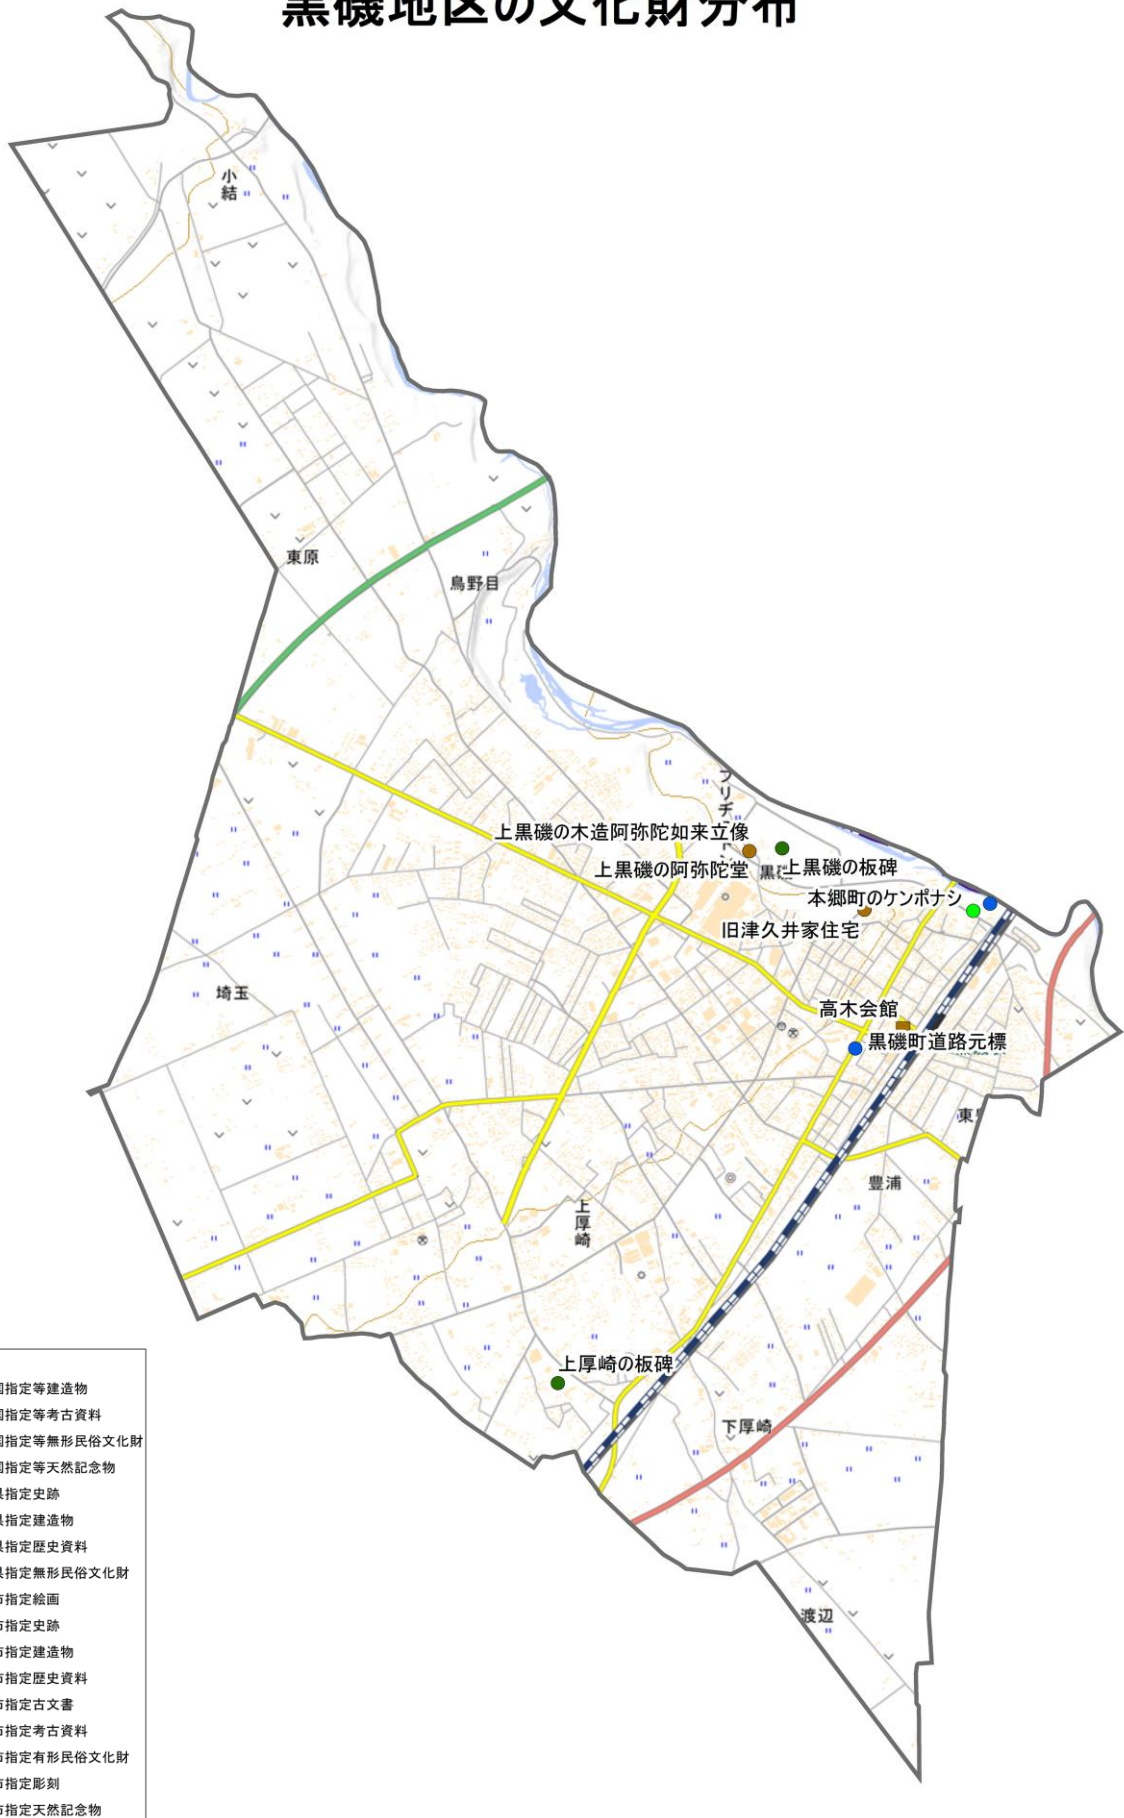 黒磯地区の文化財分布
小結
東原
鳥野目
ブリヂ
上黒磯の木造阿弥陀如来立像
上黒磯の阿弥陀堂
黒磯
上黒磯の板碑
本郷町のケンポナシ
旧津久井家住宅
埼玉
高木会館
黒磯町道路元標
東
豊浦
上厚崎
上厚崎の板碑
下厚崎
渡辺
指定等建造物
指定等考古資料
指定等無形民俗文化財
指定等天然記念物
指定史跡
指定建造物
指定歴史資料
指定無形民俗文化財
市指定絵画
市指定史跡
市指定建造物
市指定歴史資料
市指定古文書
市指定考古資料
市指定有形民俗文化財
市指定彫刻
市指定天然記念物